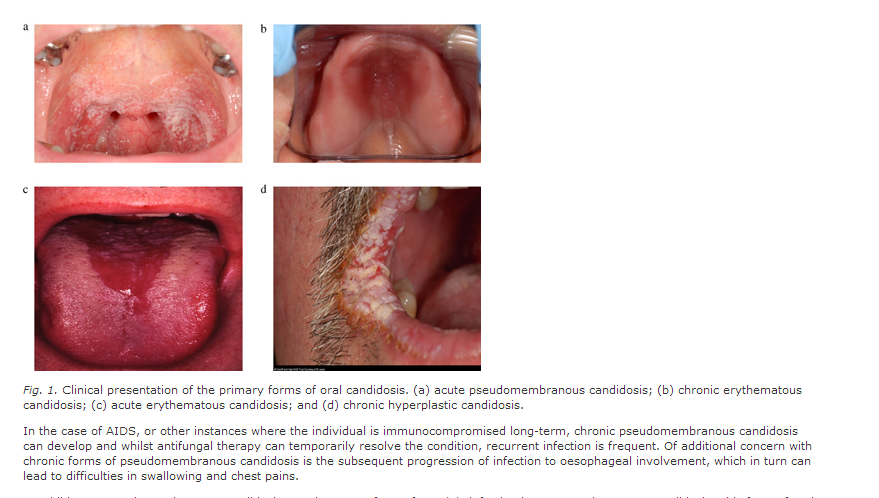 a
b
c
d
Fig. 1. Clinical presentation of the primary forms of oral candidosis. (a) acute pseudomembranous candidosis; (b) chronic erythematous
candidosis; (c) acute erythematous candidosis; and (d) chronic hyperplastic candidosis.
In the case of AIDS, or other instances where the individual is immunocompromised long-term, chronic pseudomembranous candidosis
can develop and whilst antifungal therapy can temporarily resolve the condition, recurrent infection is frequent. Of additional concern with
chronic forms of pseudomembranous candidosis is the subsequent progression of infection to oesophageal involvement, which in turn can
lead to difficulties in swallowing and chest pains.